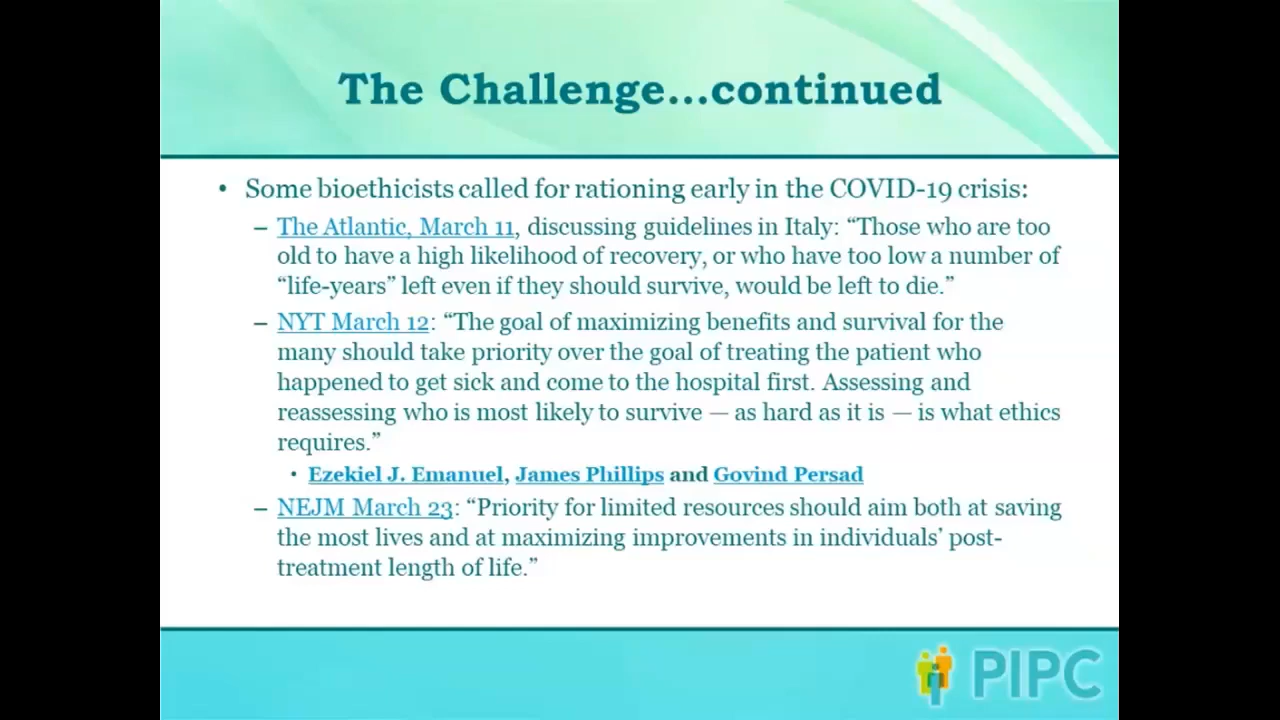 The Challenge...continued
• Some bioethicists called for rationing early in the COVID-19 crisis:
– The Atlantic, March 11, discussing guidelines in Italy: “Those who are too
old to have a high likelihood of recovery, or who have too low a number of
“life-years” left even if they should survive, would be left to die.”
– NYT March 12: “The goal of maximizing benefits and survival for the
many should take priority over the goal of treating the patient who
happened to get sick and come to the hospital first. Assessing and
reassessing who is most likely to survive — as hard as it is — is what ethics
requires.”
• Ezekiel J. Emanuel, James Phillips and Govind Persad
– NEJM March 23: “Priority for limited resources should aim both at saving
the most lives and at maximizing improvements in individuals’ post-
treatment length of life.”
PIPC